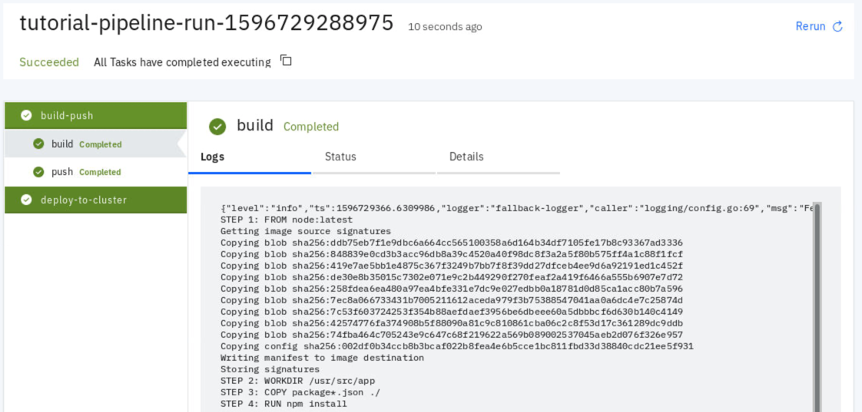 tutorial-pipeline-run-1596729288975 10 seconds ago Rerun
Succeeded All Tasks have completed executing
build-push
build Completed
push Completed
deploy-to-cluster
build Completed
Logs Status Details
{"level":"info","ts":1596729366.6309986,"logger":"fallback-logger","caller":"logging/config.go:69","msg":"Fe
STEP 1: FROM node:latest
Getting image source signatures
Copying blob sha256:ddb75eb7f1e9dbc6a664cc565100358a6d164b34df7105fe17b8c93367ad3336
Copying blob sha256:848839e0cd3b3acc96db8a39c4520a40f98dc8f3a2a5f80b575ff4a1c88f1fcf
Copying blob sha256:419e7ae5bb1e4875c367f3249b7bb7f8f39dd27dfceb4ee9d6a92191ed1c452f
Copying blob sha256:de30e8b35015c7302e071e9c2b449290f270feaf2a419f6466a555b6907e7d72
Copying blob sha256:258fdea6ea480a97ea4bfe331e7dc9e027edbb0a18781d0d85ca1acc80b7a596
Copying blob sha256:7ec8a066733431b7005211612aceda979f3b75388547041aa0a6dc4e7c25874d
Copying blob sha256:7c53f603724253f354b88aefdaef3956be6dbeee60a5dbbbcf6d630b140c4149
Copying blob sha256:42574776fa374908b5f88090a81c9c810861cba06c2c8f53d17c361289dc9ddb
Copying blob sha256:74fba464c705243e9c647c68f219622a569b089002537045aeb2d076f326e957
Copying config sha256:002df0b34ccb8b3bcaf022b8fea4e6b5cce1bc811fbd33d38840cdc21ee5f931
Writing manifest to image destination
Storing signatures
STEP 2: WORKDIR /usr/src/app
STEP 3: COPY package*.json ./
STEP 4: RUN npm install